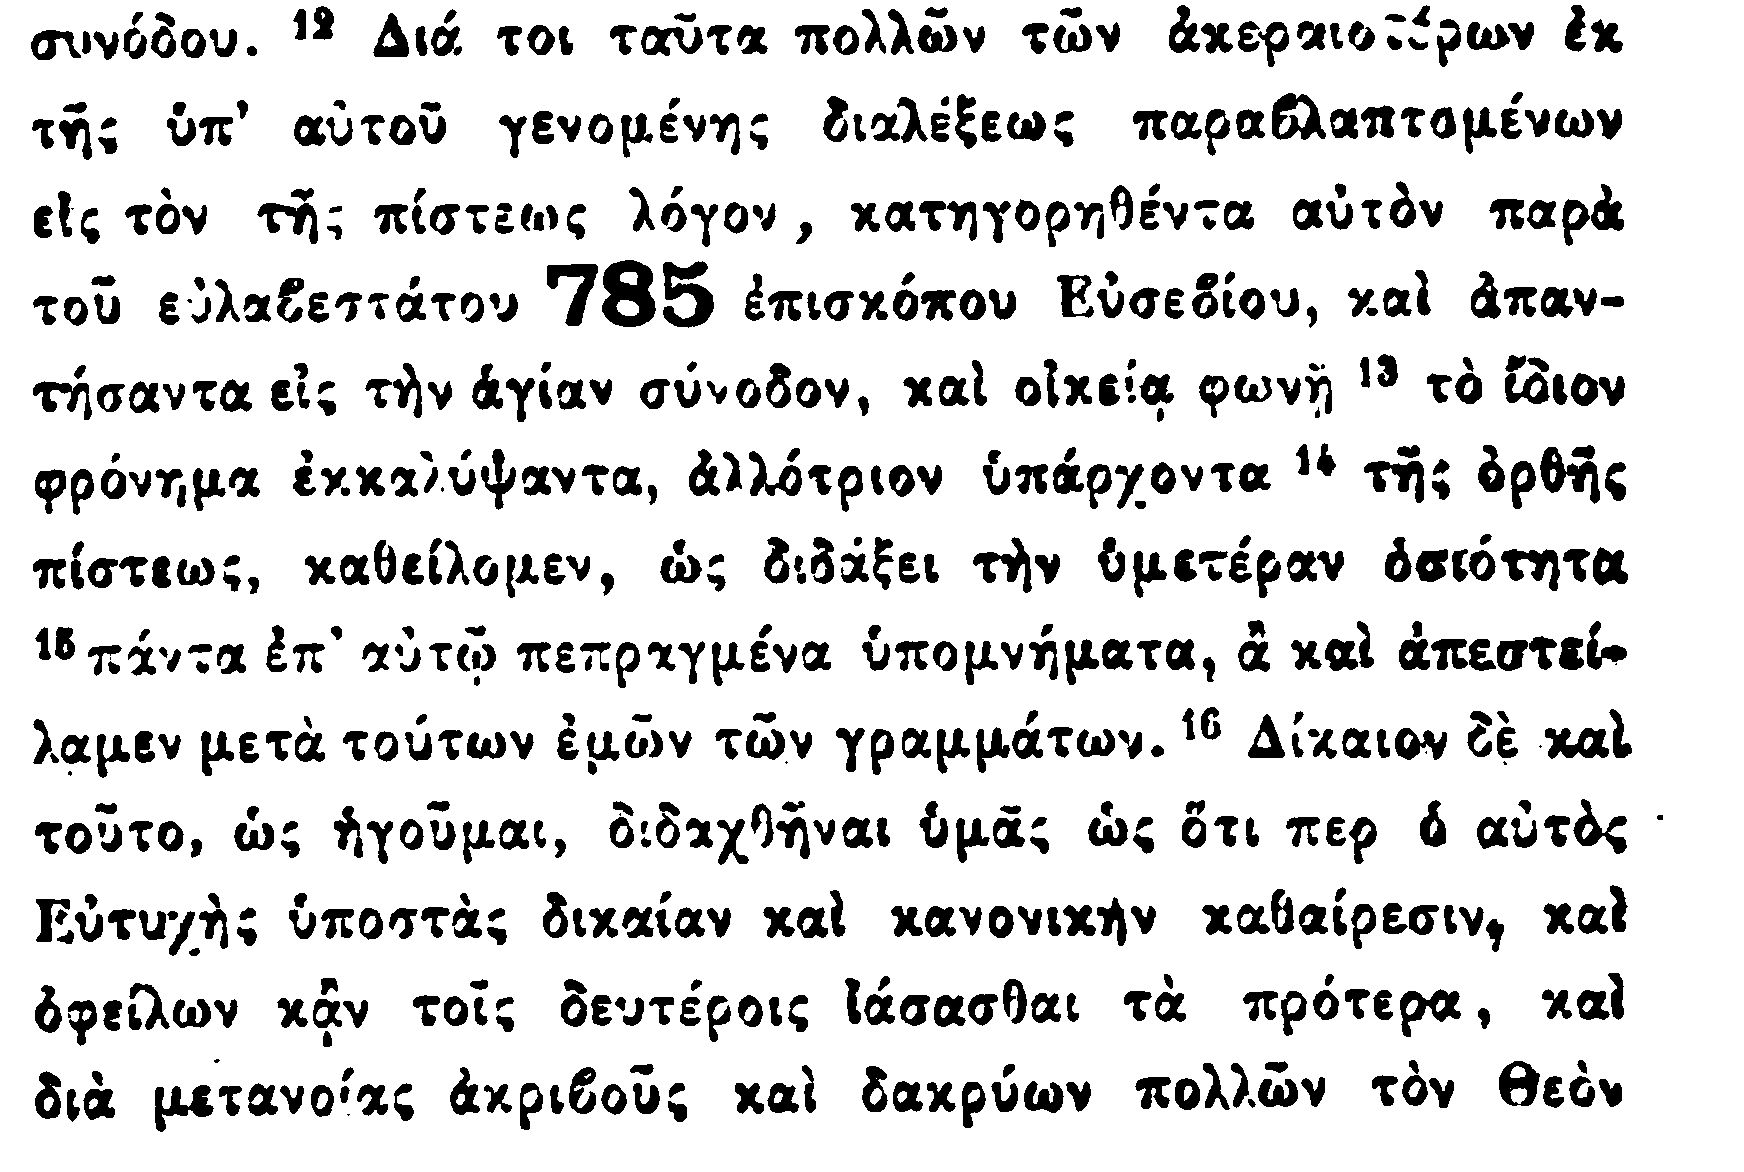 συνόδου. 12 Διά τοι ταῦτα πολλῶν τῶν ἀκεραιοτέρων ἐκ
τῆς ὑπ' αὐτοῦ γενομένης διαλέξεως παραβλαπτομένων
εἰς τὸν τῆς πίστεως λόγον, κατηγορηθέντα αὐτὸν παρὰ
τοῦ εὐλαβεστάτου 785 ἐπισκόπου Εὐσεβίου, καὶ ἀπαν-
τήσαντα εἰς τὴν ἁγίαν σύνοδον, καὶ οἰκείᾳ φωνῇ 13 τὸ ἴδιον
φρόνημα ἐκκαλύψαντα, ἀλλότριον ὑπάρχοντα 14 τῆς ὀρθῆς
πίστεως, καθείλομεν, ὡς διδάξει τὴν ὑμετέραν ὁσιότητα
15 πάντα ἐπ' αὐτῷ πεπραγμένα ὑπομνήματα, ἃ καὶ ἀπεστεί-
λαμεν μετὰ τούτων ἐμῶν τῶν γραμμάτων. 16 Δίκαιον δὲ καὶ
τοῦτο, ὡς ἡγοῦμαι, διδαχθῆναι ὑμᾶς ὡς ὅτι περ ὁ αὐτὸς
Εὐτυχὴς ὑποστὰς δικαίαν καὶ κανονικὴν καθαίρεσιν, καὶ
ὀφείλων κᾂν τοῖς δευτέροις ἰάσασθαι τὰ πρότερα, καὶ
διὰ μετανοίας ἀκριβοῦς καὶ δακρύων πολλῶν τὸν Θεὸν